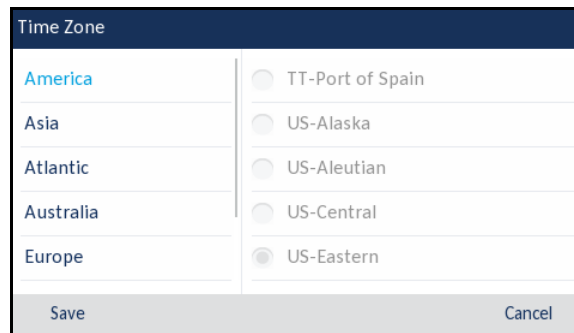 Time Zone
America
TT-Port of Spain
Asia
US-Alaska
Atlantic
US-Aleutian
Australia
US-Central
Europe
US-Eastern
Save
Cancel